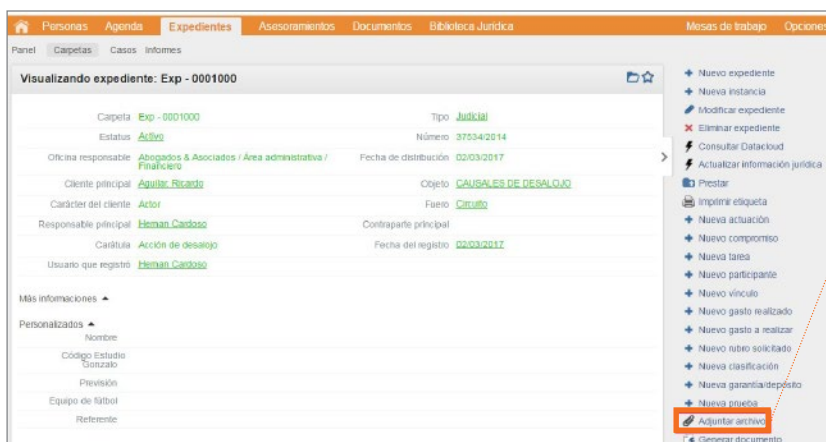 Personas Agenda Expedientes Asesoramientos Documentos Biblioteca Jurídica Mesas de trabajo Opciones
Panel Carpetas Casos Informes
Visualizando expediente: Exp - 0001000
Carpeta Exp - 0001000 Tipo Judicial
Estatus Activo Número 37534/2014
Oficina responsable Abogados & Asociados / Área administrativa / Financiero Fecha de distribución 02/03/2017
Cliente principal Aguilar, Ricardo Objeto CAUSALES DE DESALOJO
Carácter del cliente Actor Fuero Circuito
Responsable principal Hernan Cardoso Contraparte principal
Carátula Acción de desalojo Fecha del registro 02/03/2017
Usuario que registró Hernan Cardoso
Más informaciones
Personalizados
Nombre
Código Estudio Gonzalo
Previsión
Equipo de fútbol
Referente
Nuevo expediente
Nueva instancia
Modificar expediente
Eliminar expediente
Consultar Datacloud
Actualizar información jurídica
Prestar
Imprimir etiqueta
Nueva actuación
Nuevo compromiso
Nueva tarea
Nuevo participante
Nuevo vínculo
Nuevo gasto realizado
Nuevo gasto a realizar
Nuevo rubro solicitado
Nueva clasificación
Nueva garantía/depósito
Nueva prueba
Adjuntar archivo
Generar documento